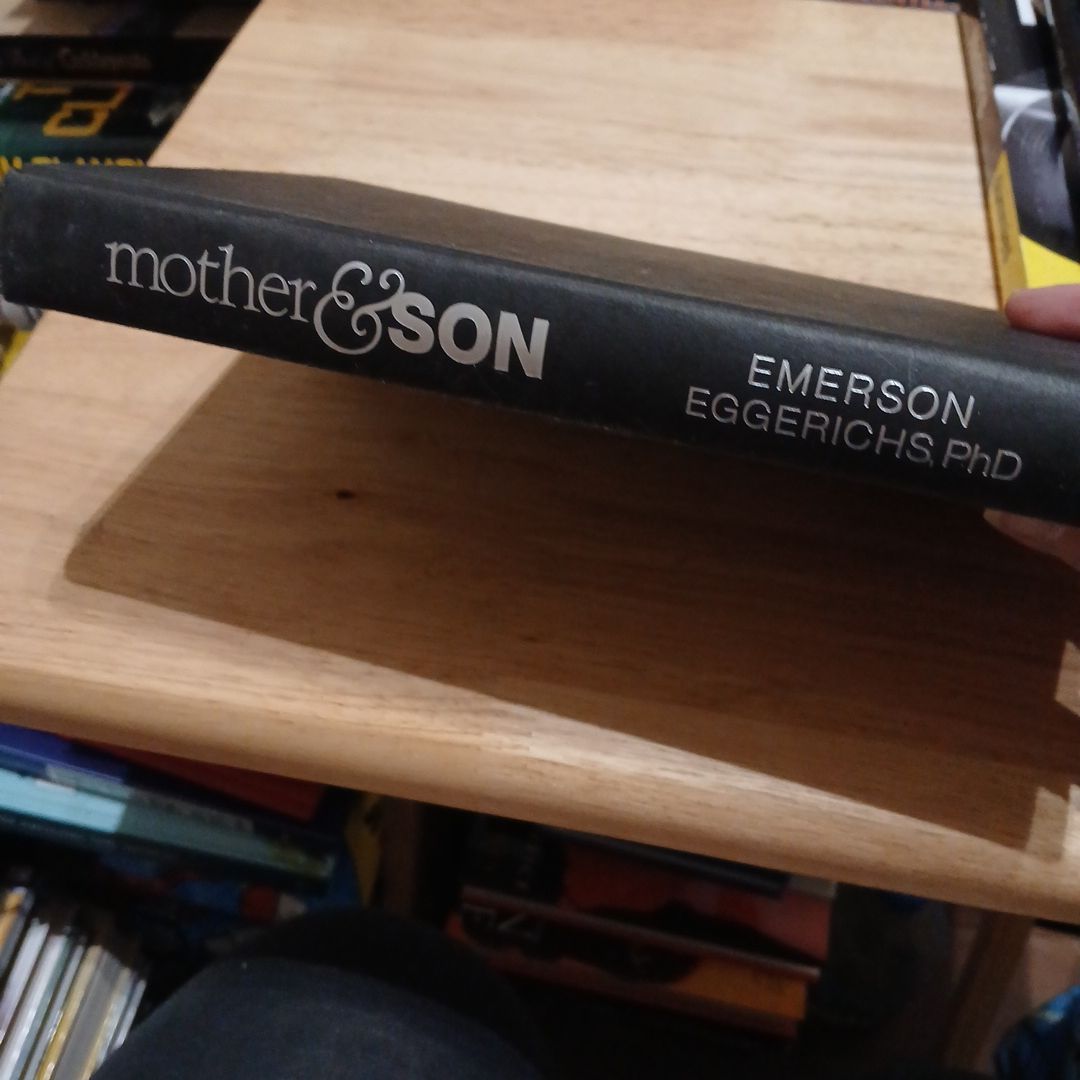 mother & SON
EMERSON
EGGERICHS, PhD